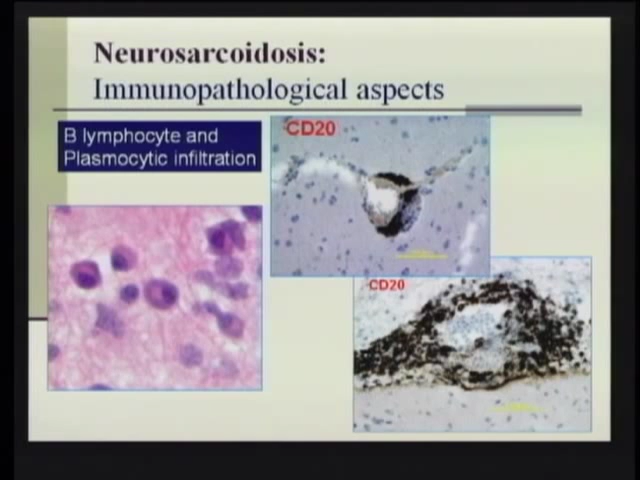 Neurosarcoidosis:
Immunopathological aspects
B lymphocyte and
Plasmocytic infiltration
CD20
CD20